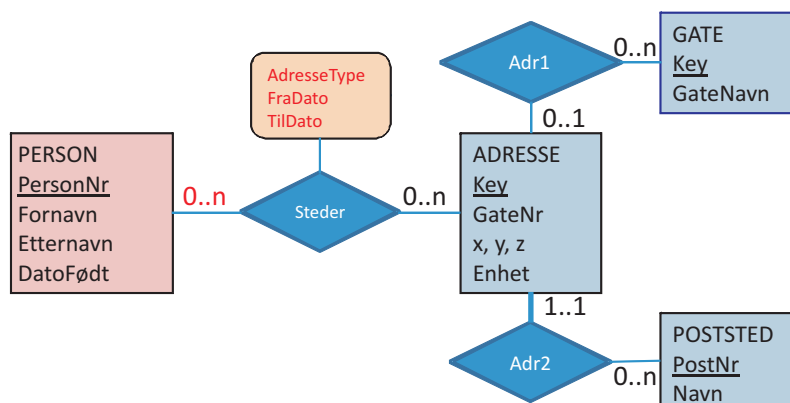 GATE
Key
GateNavn
Adr1
0..n
0..1
AdresseType
FraDato
TilDato
PERSON
PersonNr
Fornavn
Etternavn
DatoFødt
0..n
Steder
0..n
ADRESSE
Key
GateNr
x, y, z
Enhet
1..1
Adr2
0..n
POSTSTED
PostNr
Navn